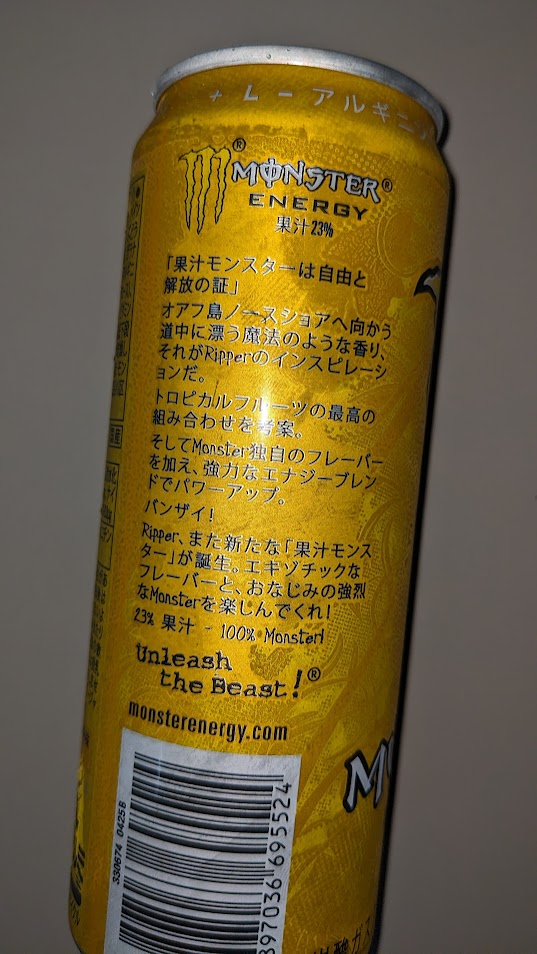 + L - アルギニン
MONSTER
ENERGY
果汁23%
「果汁モンスターは自由と
解放の証」
オアフ島ノースショアへ向かう
道中に漂う魔法のような香り、
それがRipperのインスピレーシ
ョンだ。
トロピカルフルーツの最高の
組み合わせを考案。
そしてMonster独自のフレーバー
を加え、強力なエナジーブレン
ドでパワーアップ。
バンザイ!
Ripper、また新たな「果汁モンス
ター」が誕生。エキゾチックな
フレーバーと、おなじみの強烈
なMonsterを楽しんでくれ!
23% 果汁 - 100% Monster!
Unleash
the Beast!®
monsterenergy.com
330674 0425B
897036 695524